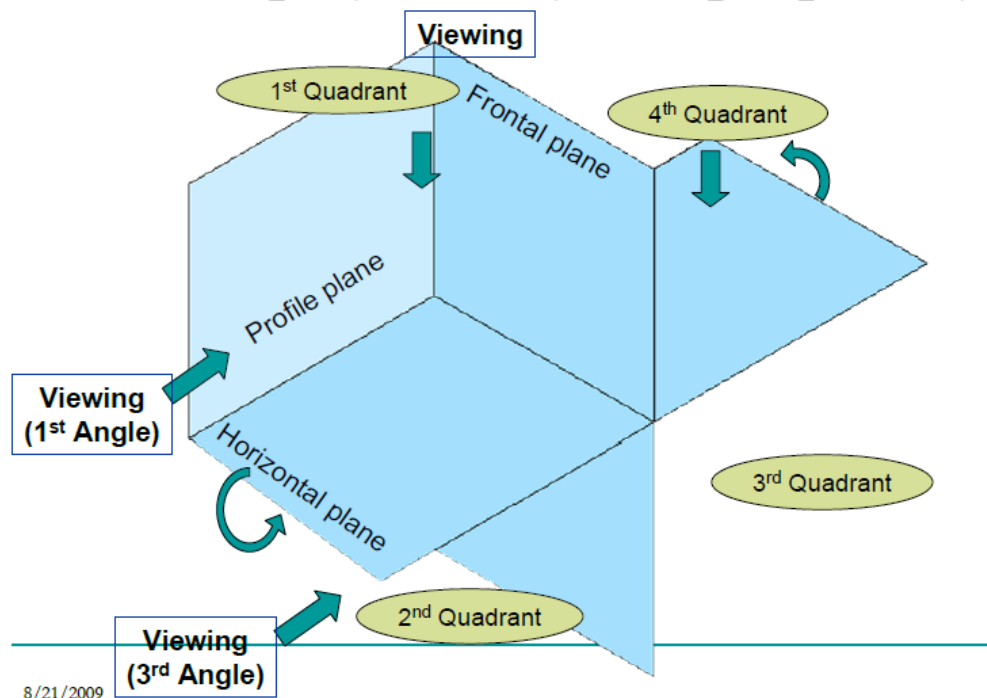 Viewing
1st Quadrant
Frontal plane
4th Quadrant
Profile plane
Viewing
(1st Angle)
Horizontal plane
3rd Quadrant
2nd Quadrant
Viewing
(3rd Angle)
8/21/2009